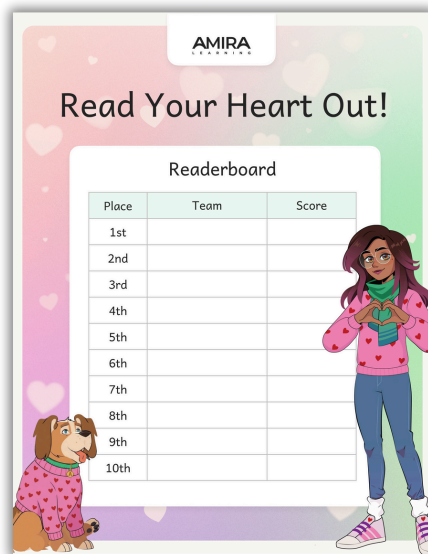 AMIRA
LEARNING
Read Your Heart Out!
Readerboard
Place Team Score
1st
2nd
3rd
4th
5th
6th
7th
8th
9th
10th